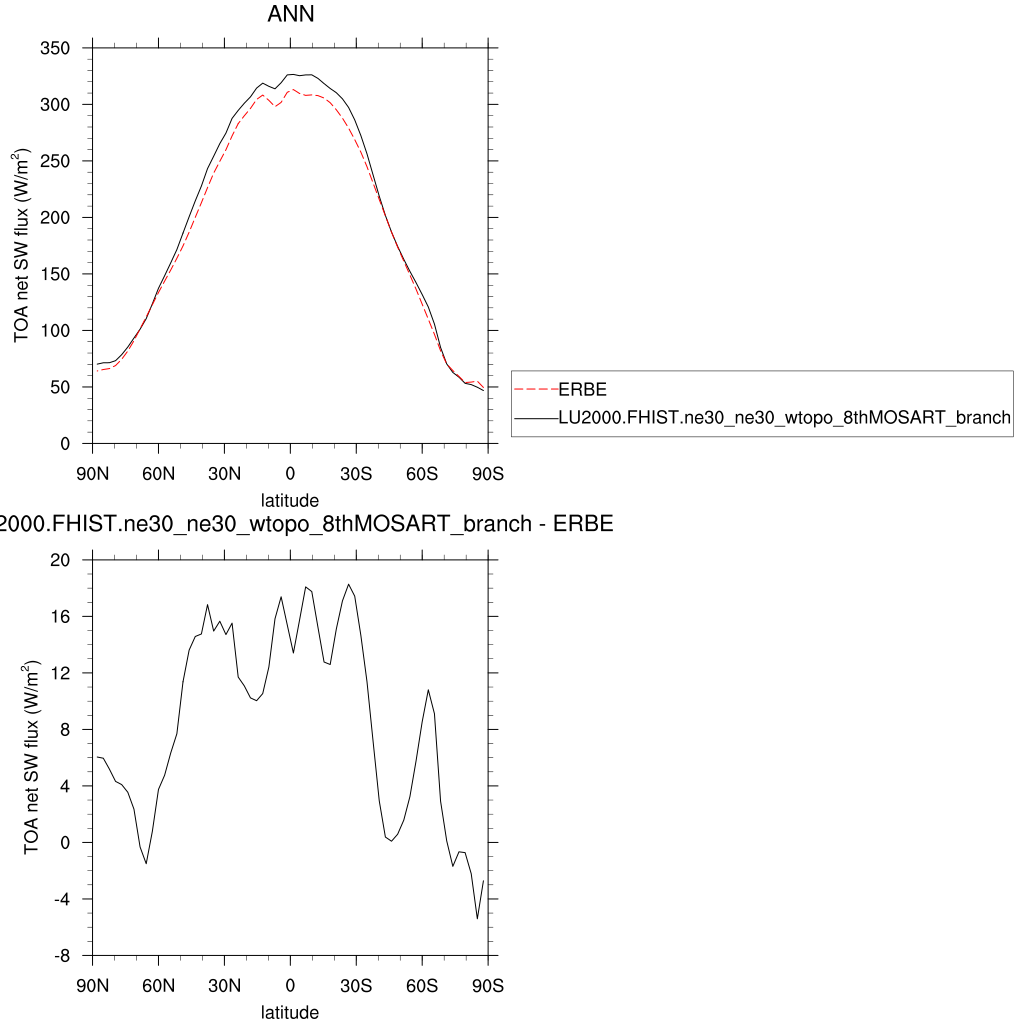 ANN
350
300
250
200
150
100
50
0
TOA net SW flux (W/m²)
90N 60N 30N 0 30S 60S 90S
latitude
ERBE
LU2000.FHIST.ne30_ne30_wtopo_8thMOSART_branch
2000.FHIST.ne30_ne30_wtopo_8thMOSART_branch - ERBE
20
16
12
8
4
0
-4
-8
TOA net SW flux (W/m²)
90N 60N 30N 0 30S 60S 90S
latitude